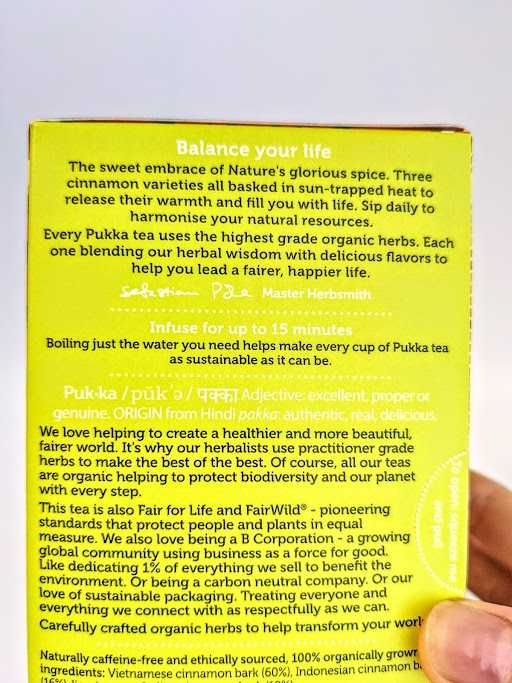 Balance your life
The sweet embrace of Nature's glorious spice. Three
cinnamon varieties all basked in sun-trapped heat to
release their warmth and fill you with life. Sip daily to
harmonise your natural resources.
Every Pukka tea uses the highest grade organic herbs. Each
one blending our herbal wisdom with delicious flavors to
help you lead a fairer, happier life.
Sebastian Pole Master Herbsmith
Infuse for up to 15 minutes
Boiling just the water you need helps make every cup of Pukka tea
as sustainable as it can be.
Puk-ka /pŭk´ə / पक्का Adjective: excellent, proper or
genuine. ORIGIN from Hindi pakka: authentic, real, delicious.
We love helping to create a healthier and more beautiful,
fairer world. It's why our herbalists use practitioner grade
herbs to make the best of the best. Of course, all our teas
are organic helping to protect biodiversity and our planet
with every step.
This tea is also Fair for Life and FairWild® - pioneering
standards that protect people and plants in equal
measure. We also love being a B Corporation - a growing
global community using business as a force for good.
Like dedicating 1% of everything we sell to benefit the
environment. Or being a carbon neutral company. Or our
love of sustainable packaging. Treating everyone and
everything we connect with as respectfully as we can.
Carefully crafted organic herbs to help transform your
Naturally caffeine-free and ethically sourced, 100% organically grown
ingredients: Vietnamese cinnamon bark (60%), Indonesian cinnamon
To open: squeeze me
and pull